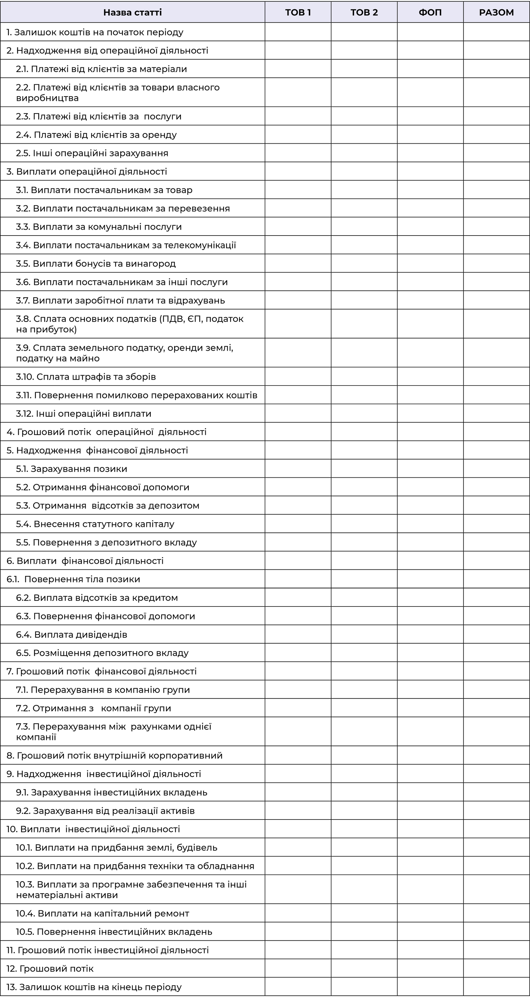 Назва статті ТОВ 1 ТОВ 2 ФОП РАЗОМ
1. Залишок коштів на початок періоду
2. Надходження від операційної діяльності
2.1. Платежі від клієнтів за матеріали
2.2. Платежі від клієнтів за товари власного
виробництва
2.3. Платежі від клієнтів за  послуги
2.4. Платежі від клієнтів за оренду
2.5. Інші операційні зарахування
3. Виплати операційної діяльності
3.1. Виплати постачальникам за товар
3.2. Виплати постачальникам за перевезення
3.3. Виплати за комунальні послуги
3.4. Виплати постачальникам за телекомунікації
3.5. Виплати бонусів та винагород
3.6. Виплати постачальникам за інші послуги
3.7. Виплати заробітної плати та відрахувань
3.8. Сплата основних податків (ПДВ, ЄП, податок
на прибуток)
3.9. Сплата земельного податку, оренди землі,
податку на майно
3.10. Сплата штрафів та зборів
3.11. Повернення помилково перерахованих коштів
3.12. Інші операційні виплати
4. Грошовий потік  операційної  діяльності
5. Надходження  фінансової діяльності
5.1. Зарахування позики
5.2. Отримання фінансової допомоги
5.3. Отримання  відсотків за депозитом
5.4. Внесення статутного капіталу
5.5. Повернення з депозитного вкладу
6. Виплати  фінансової діяльності
6.1.  Повернення тіла позики
6.2. Виплата відсотків за кредитом
6.3. Повернення фінансової допомоги
6.4. Виплата дивідендів
6.5. Розміщення депозитного вкладу
7. Грошовий потік  фінансової діяльності
7.1. Перерахування в компанію групи
7.2. Отримання з   компанії групи
7.3. Перерахування між  рахунками однієї
компанії
8. Грошовий потік внутрішній корпоративний
9. Надходження  інвестиційної діяльності
9.1. Зарахування інвестиційних вкладень
9.2. Зарахування від реалізації активів
10. Виплати  інвестиційної діяльності
10.1. Виплати на придбання землі, будівель
10.2. Виплати на придбання техніки та обладнання
10.3. Виплати за програмне забезпечення та інші
нематеріальні активи
10.4. Виплати на капітальний ремонт
10.5. Повернення інвестиційних вкладень
11. Грошовий потік інвестиційної діяльності
12. Грошовий потік
13. Залишок коштів на кінець періоду